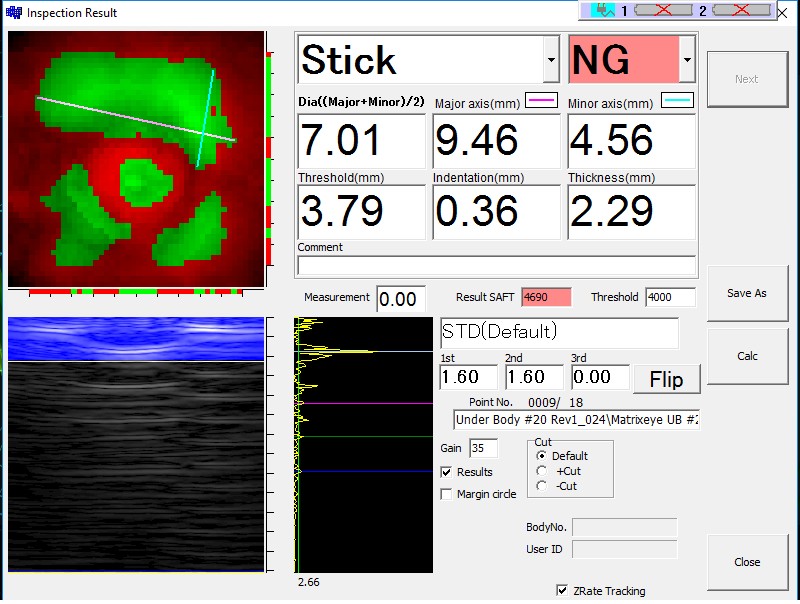 Inspection Result
1 2
Stick NG
Next
Dia((Major+Minor)/2) Major axis(mm) Minor axis(mm)
7.01 9.46 4.56
Threshold(mm) Indentation(mm) Thickness(mm)
3.79 0.36 2.29
Comment
Measurement 0.00 Result SAFT 4690 Threshold 4000
Save As
STD(Default)
1st 2nd 3rd
1.60 1.60 0.00 Flip
Calc
Point No. 0009/ 18
Under Body #20 Rev1_024\Matrixeye UB #2
Gain 35
Cut
Default
+Cut
-Cut
Results
Margin circle
BodyNo.
User ID
Close
2.66
ZRate Tracking